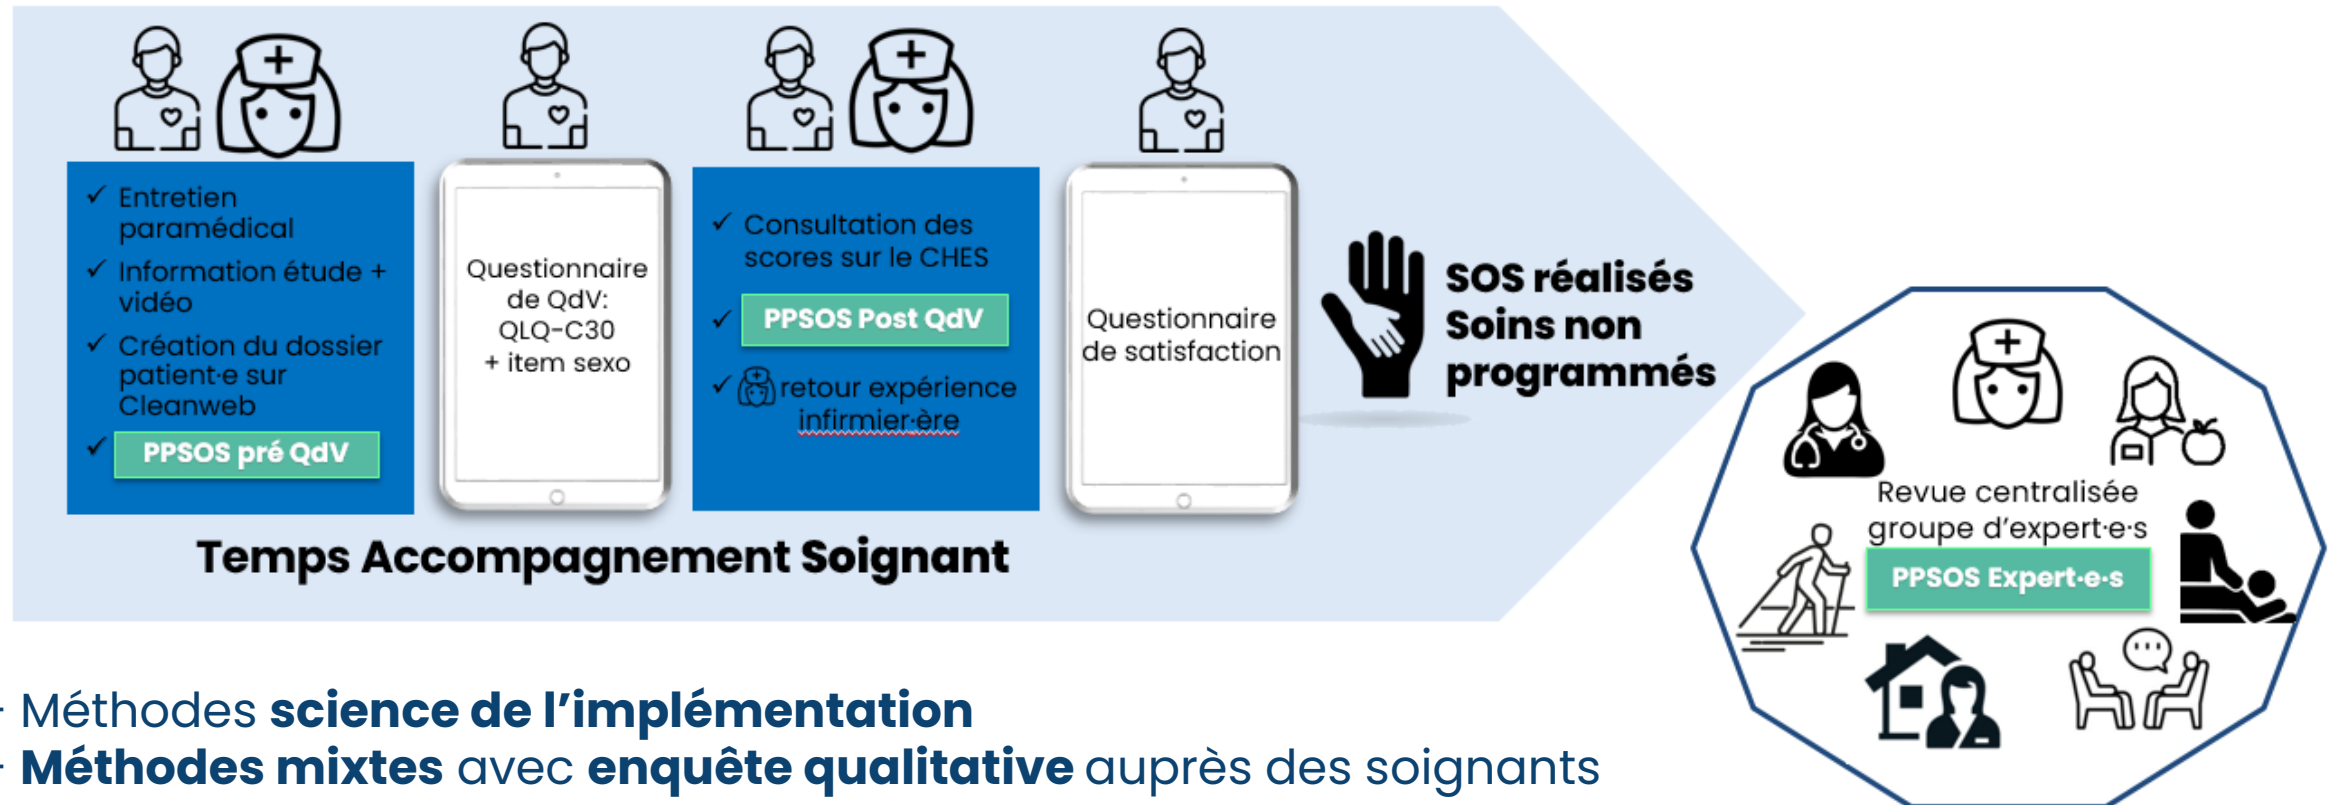 ✓ Entretien
paramédical
✓ Information étude +
vidéo
✓ Création du dossier
patient·e sur
Cleanweb
✓ PPSOS pré QdV
Questionnaire
de QdV:
QLQ-C30
+ item sexo
✓ Consultation des
scores sur le CHES
✓ PPSOS Post QdV
✓ retour expérience
infirmier·ère
Questionnaire
de satisfaction
SOS réalisés
Soins non
programmés
Temps Accompagnement Soignant
Revue centralisée
groupe d'expert·e·s
PPSOS Expert·e·s
Méthodes science de l'implémentation
Méthodes mixtes avec enquête qualitative auprès des soignants